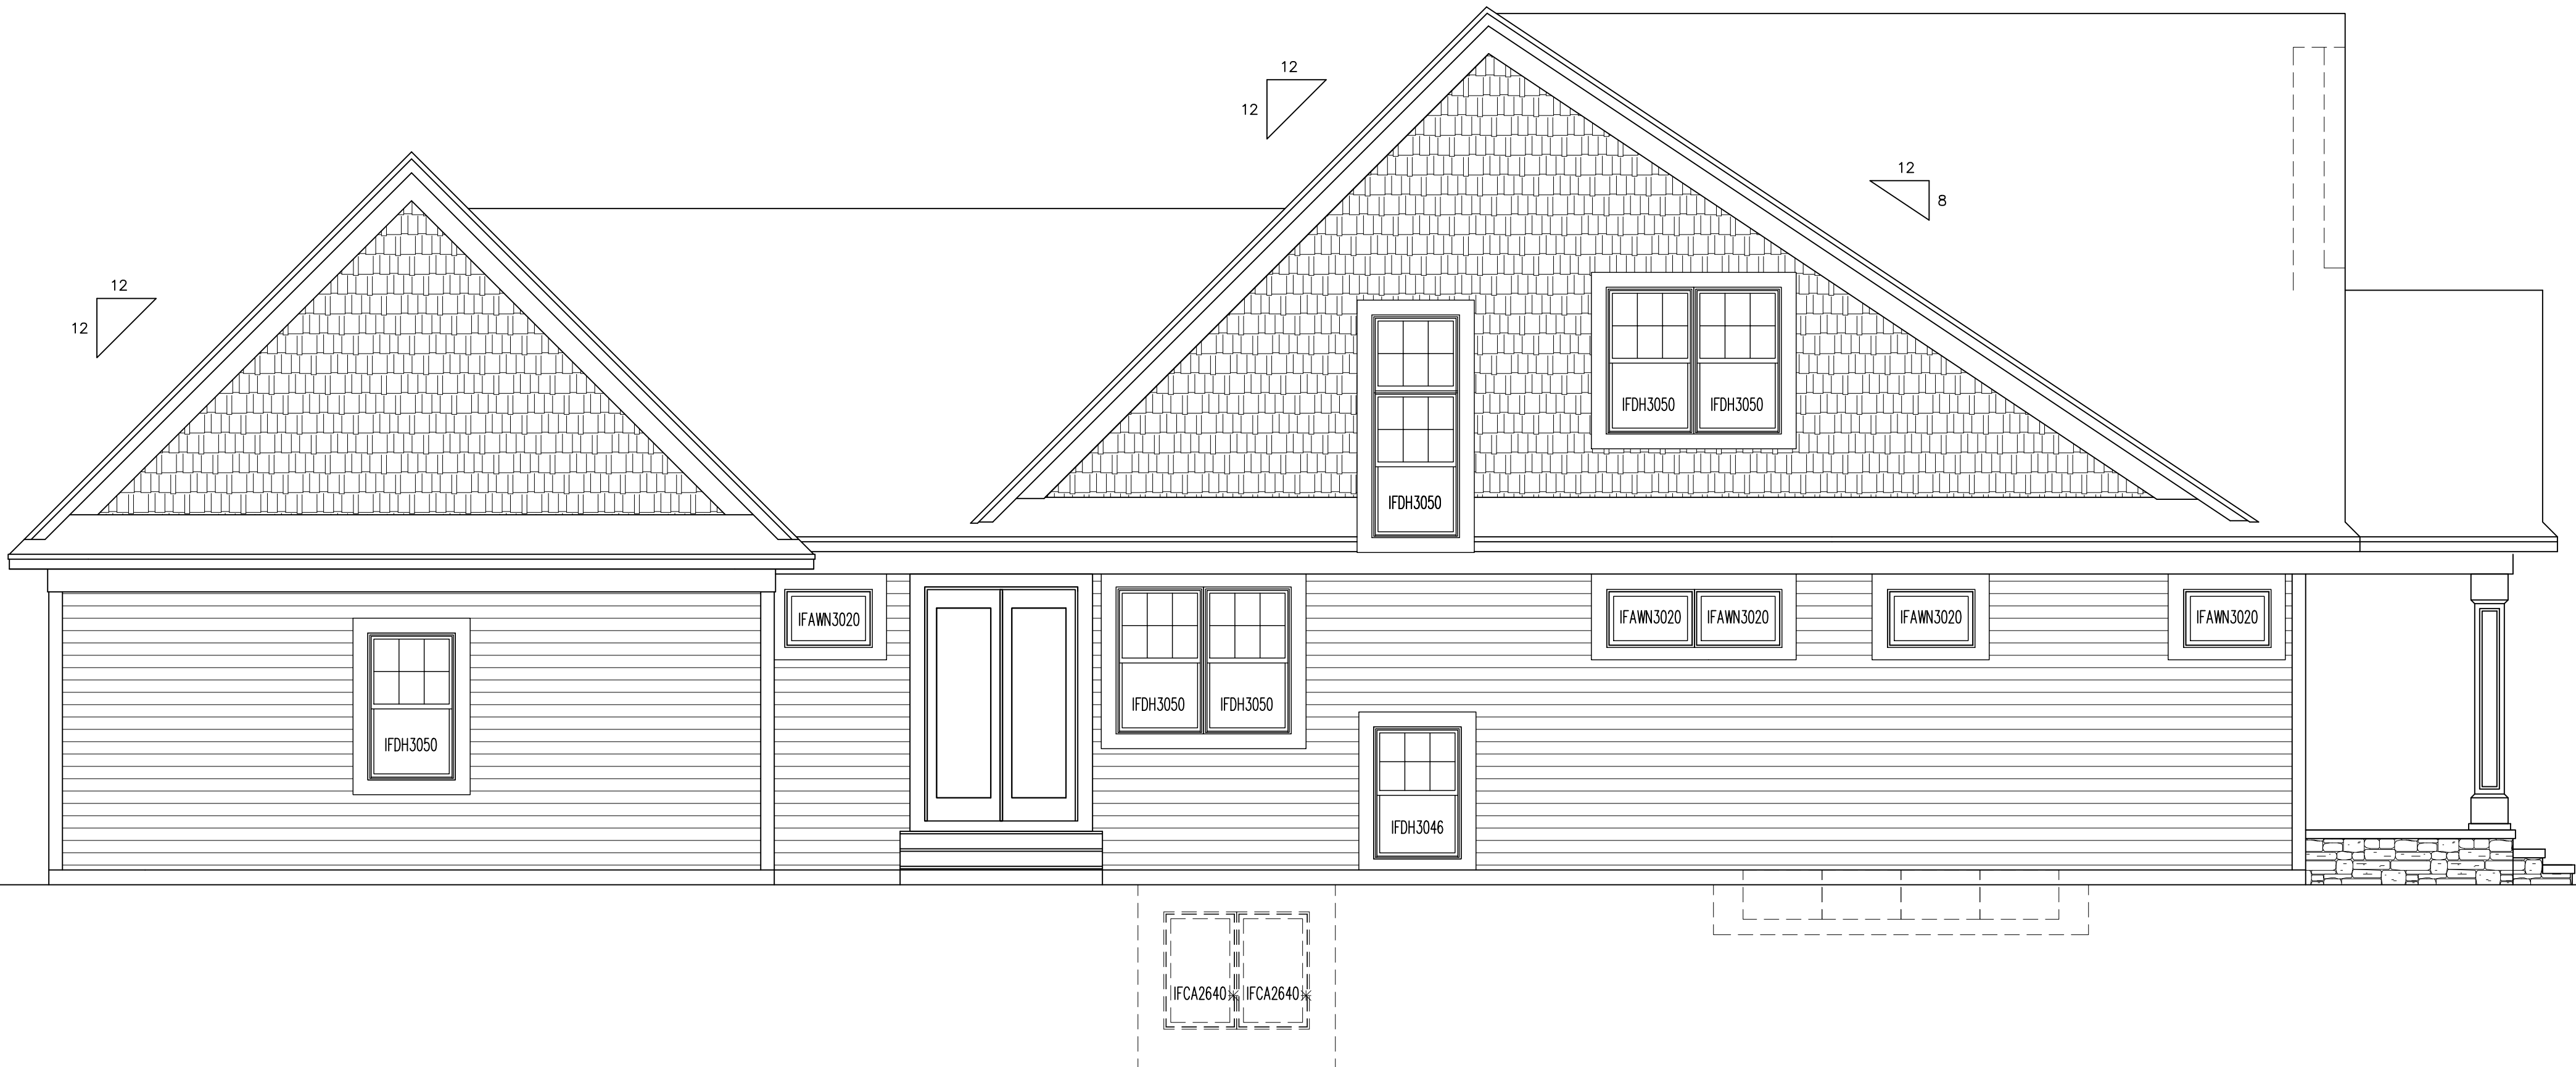 12
12
12
8
12
12
IFDH3050 IFDH3050
IFDH3050
IFAWN3020
IFAWN3020 IFAWN3020
IFAWN3020
IFAWN3020
IFDH3050 IFDH3050
IFDH3050
IFDH3046
IFCA2640 IFCA2640